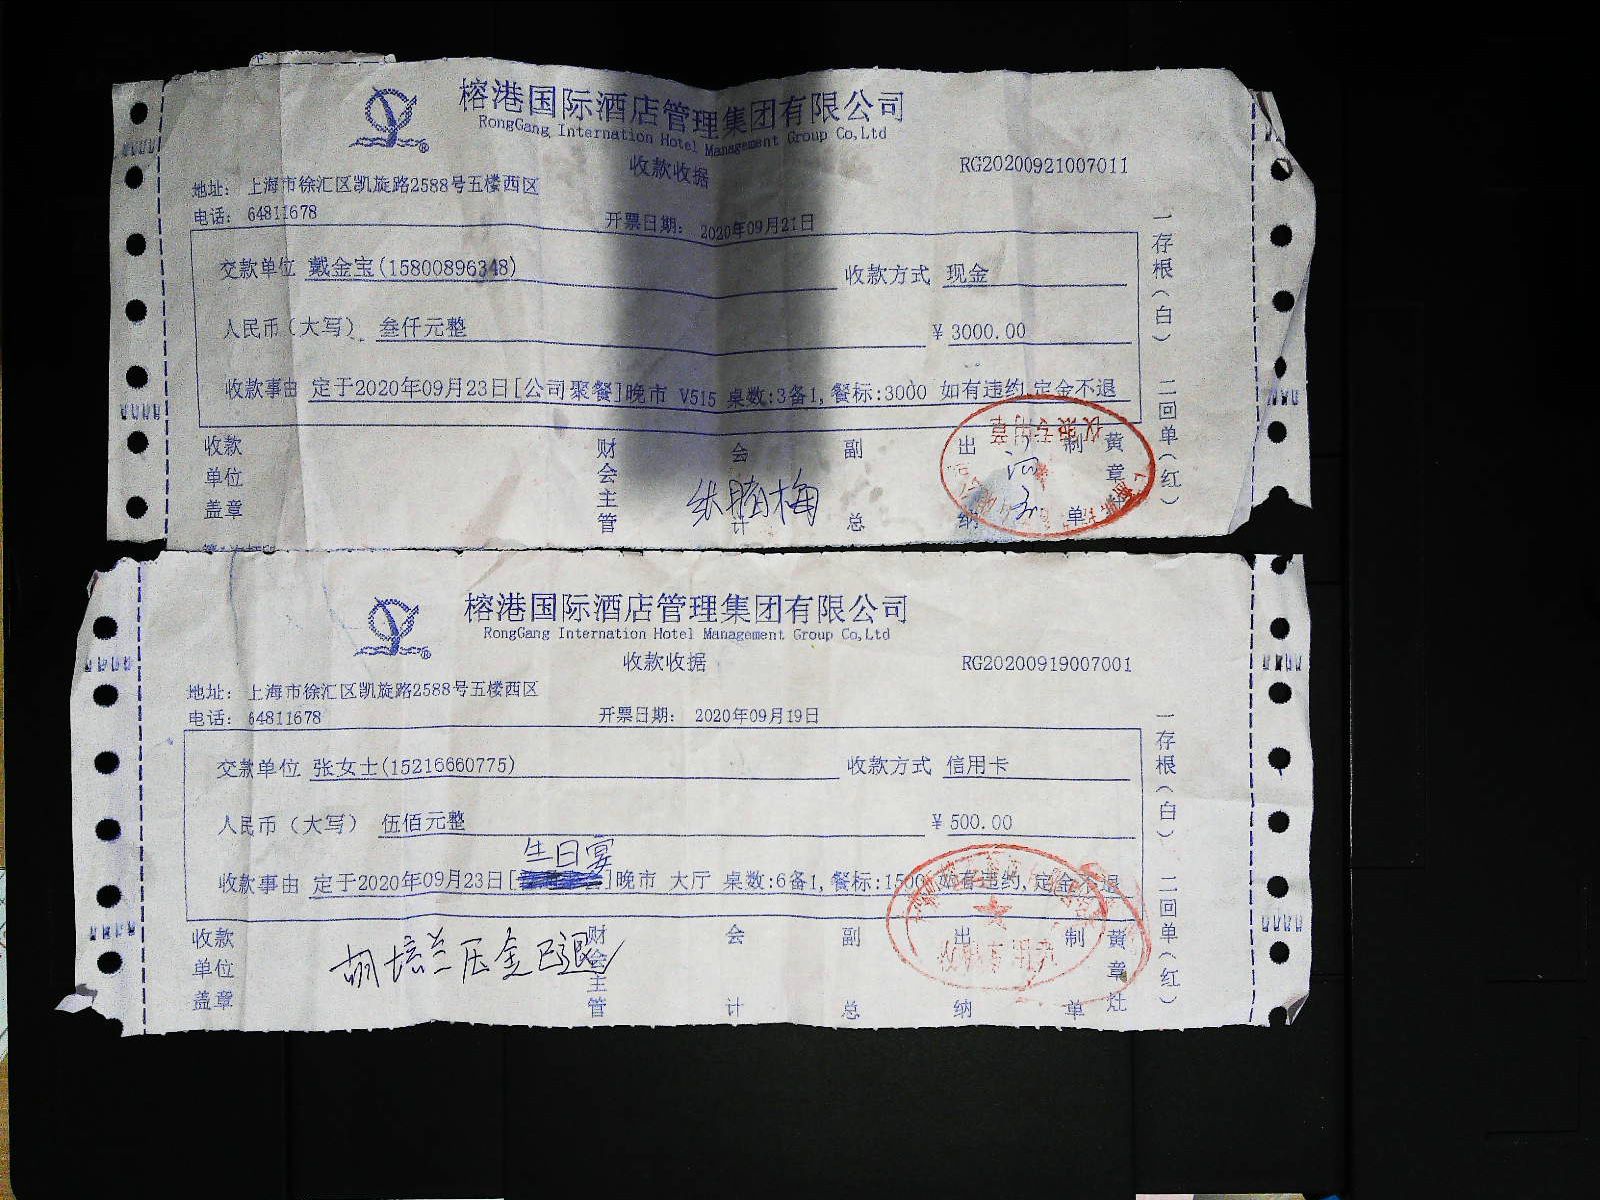 榕港国际酒店管理集团有限公司
RongGang Internation Hotel Management Group Co,Ltd
收款收据
RG20200921007011
地址： 上海市徐汇区凯旋路2588号五楼西区
电话： 64811678
开票日期： 2020年09月21日
交款单位 戴金宝(15800896348) 收款方式 现金
人民币（大写） 叁仟元整 ¥ 3000.00
收款事由 定于2020年09月23日[公司聚餐]晚市 V515 桌数:3备1,餐标:3000 如有违约,定金不退
一存根（白） 二回单（红）
收款单位盖章 财会主管 会计 副总 出纳 制单 黄章
榕港国际酒店管理集团有限公司
RongGang Internation Hotel Management Group Co,Ltd
收款收据
RG20200919007001
地址： 上海市徐汇区凯旋路2588号五楼西区
电话： 64811678
开票日期： 2020年09月19日
交款单位 张女士(15216660775) 收款方式 信用卡
人民币（大写） 伍佰元整 ¥ 500.00
生日宴
收款事由 定于2020年09月23日[ ]晚市 大厅 桌数:6备1,餐标:1500 如有违约,定金不退
一存根（白） 二回单（红）
收款单位盖章 财会主管 会计 副总 出纳 制单 黄章灶
胡培兰压金已退